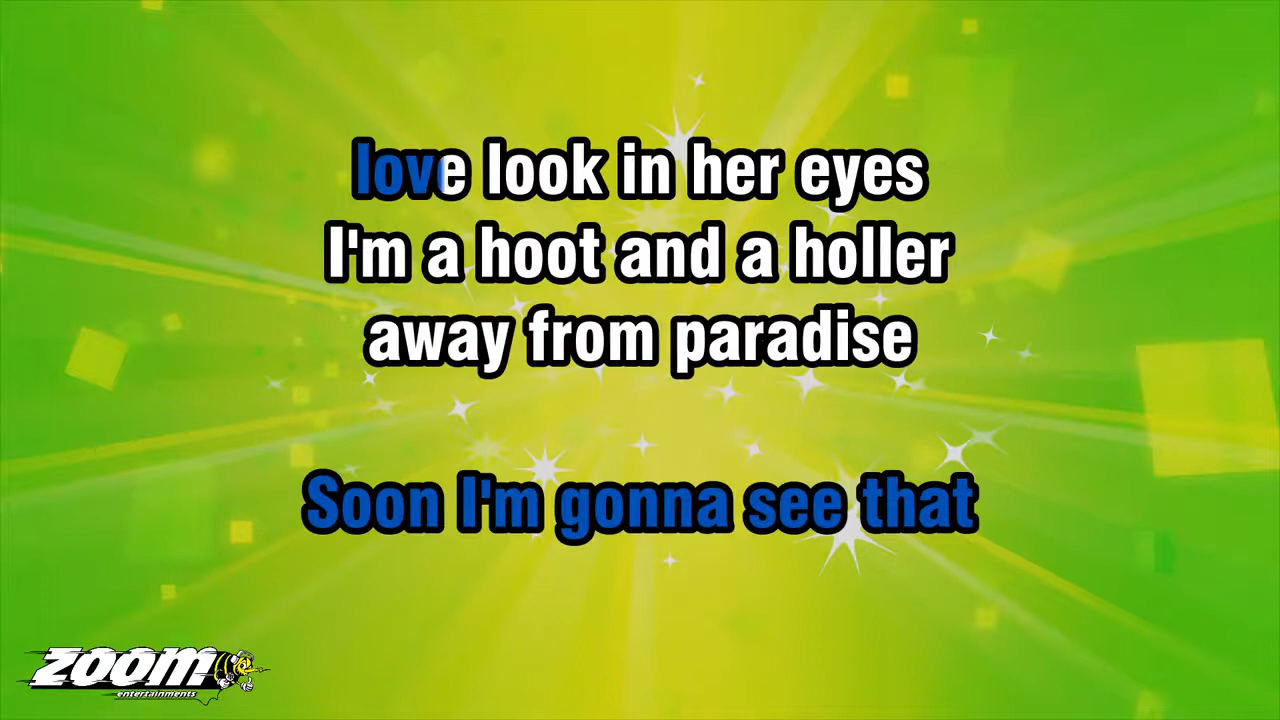 love look in her eyes
I'm a hoot and a holler
away from paradise
Soon I'm gonna see that
zoom
entertainments